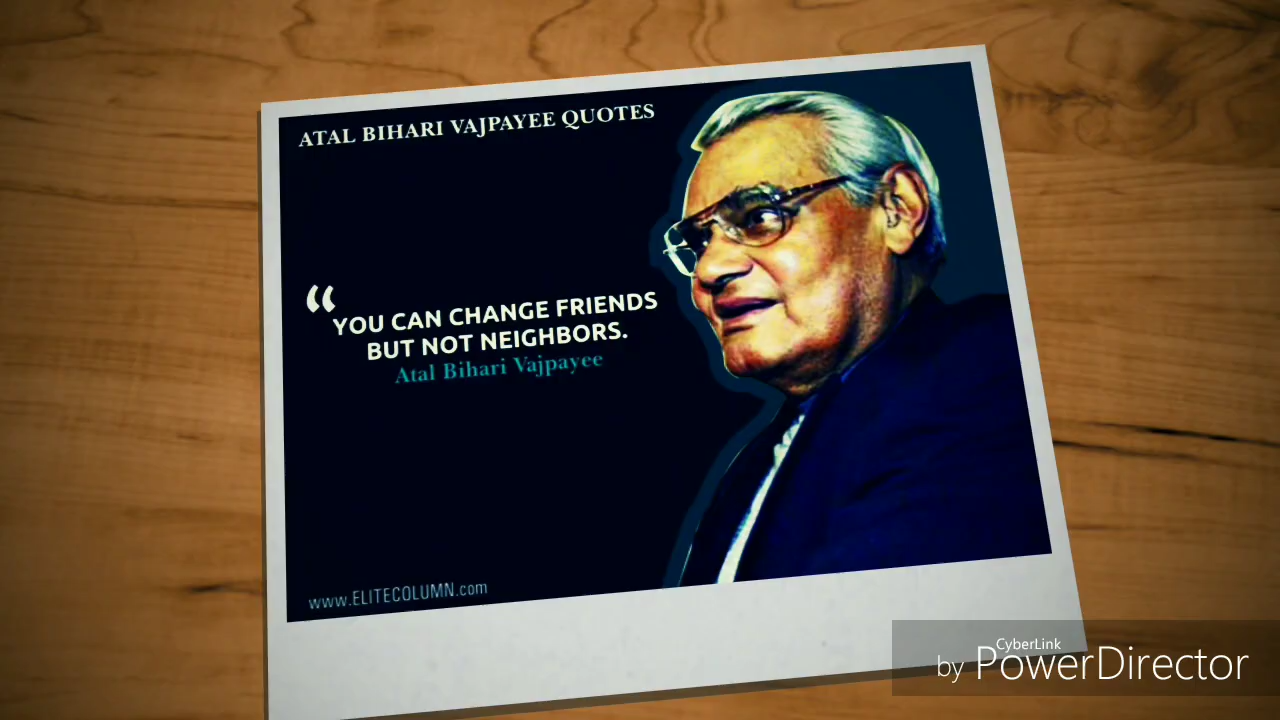 ATAL BIHARI VAJPAYEE QUOTES
“
YOU CAN CHANGE FRIENDS
BUT NOT NEIGHBORS.
Atal Bihari Vajpayee
www.ELITECOLUMN.com
CyberLink
by PowerDirector